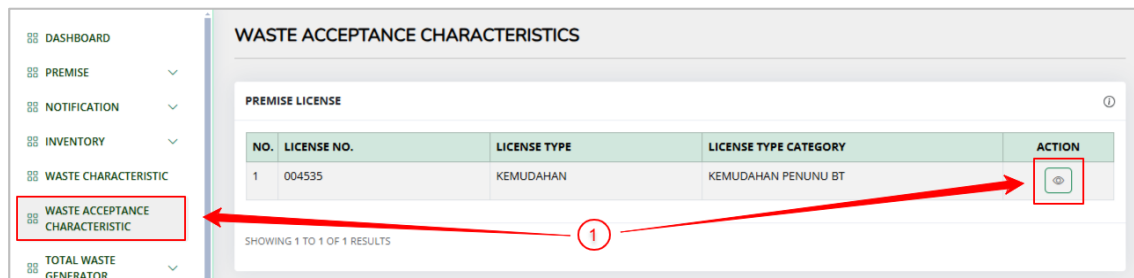 DASHBOARD
PREMISE
NOTIFICATION
INVENTORY
WASTE CHARACTERISTIC
WASTE ACCEPTANCE
CHARACTERISTIC
TOTAL WASTE
GENERATOR
WASTE ACCEPTANCE CHARACTERISTICS
PREMISE LICENSE
NO. LICENSE NO. LICENSE TYPE LICENSE TYPE CATEGORY ACTION
1 004535 KEMUDAHAN KEMUDAHAN PENUNU BT
1
SHOWING 1 TO 1 OF 1 RESULTS